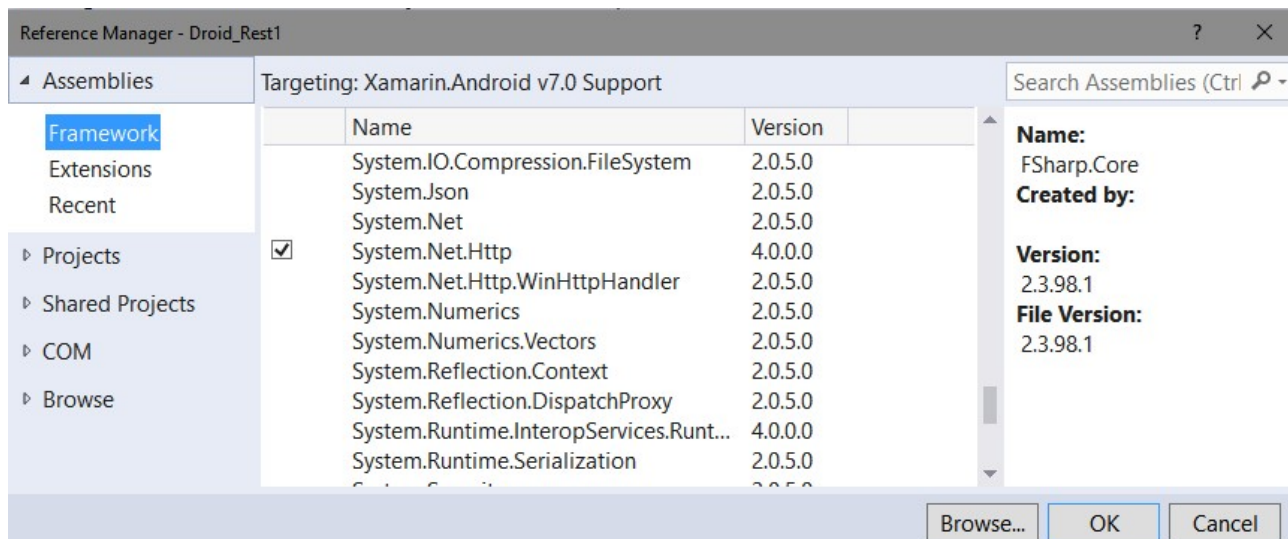 Reference Manager - Droid_Rest1
? ×
Assemblies
Framework
Extensions
Recent
Projects
Shared Projects
COM
Browse
Targeting: Xamarin.Android v7.0 Support
Name Version
System.IO.Compression.FileSystem 2.0.5.0
System.Json 2.0.5.0
System.Net 2.0.5.0
System.Net.Http 4.0.0.0
System.Net.Http.WinHttpHandler 2.0.5.0
System.Numerics 2.0.5.0
System.Numerics.Vectors 2.0.5.0
System.Reflection.Context 2.0.5.0
System.Reflection.DispatchProxy 2.0.5.0
System.Runtime.InteropServices.Runt... 4.0.0.0
System.Runtime.Serialization 2.0.5.0
Search Assemblies (Ctrl
Name:
FSharp.Core
Created by:
Version:
2.3.98.1
File Version:
2.3.98.1
Browse... OK Cancel